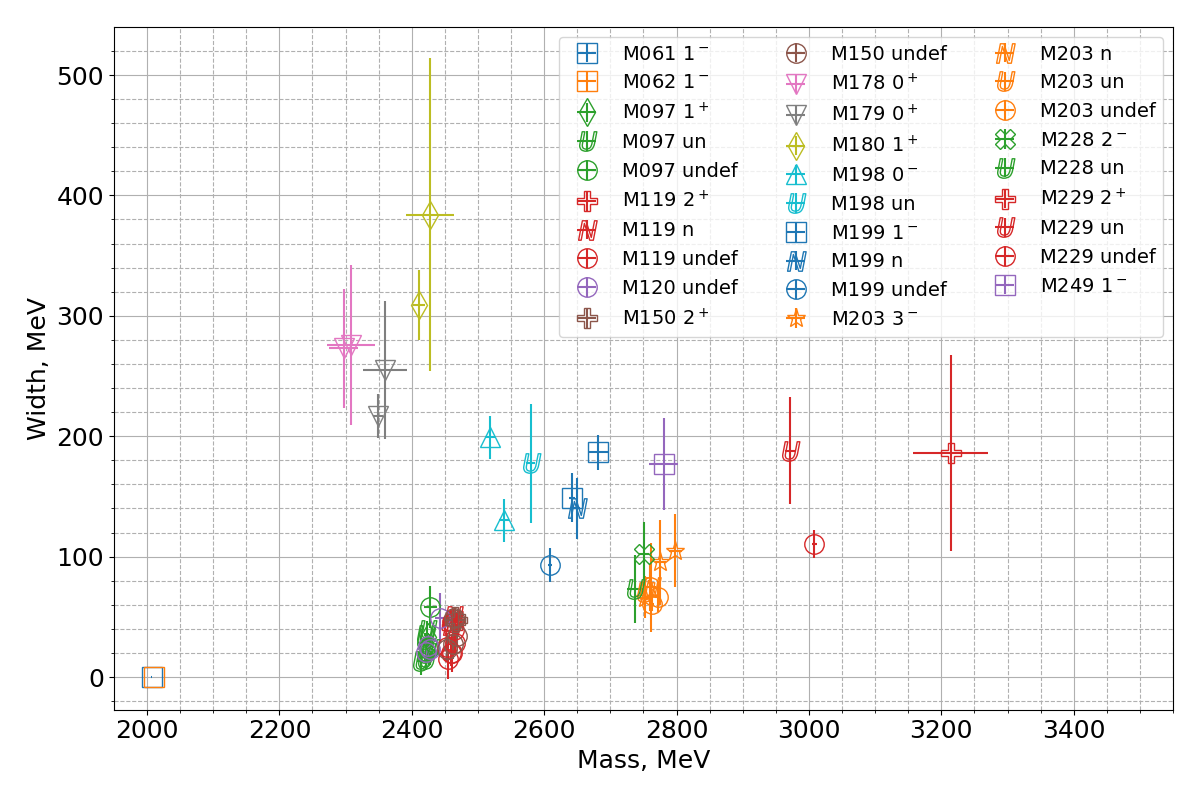 M061 1⁻
M062 1⁻
M097 1⁺
M097 un
M097 undef
M119 2⁺
M119 n
M119 undef
M120 undef
M150 2⁺
M150 undef
M178 0⁺
M179 0⁺
M180 1⁺
M198 0⁻
M198 un
M199 1⁻
M199 n
M199 undef
M203 3⁻
M203 n
M203 un
M203 undef
M228 2⁻
M228 un
M229 2⁺
M229 un
M229 undef
M249 1⁻
Width, MeV
500
400
300
200
100
0
2000 2200 2400 2600 2800 3000 3200 3400
Mass, MeV